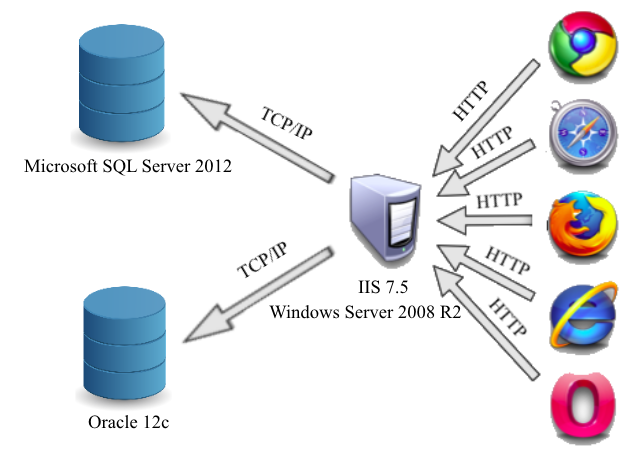 HTTP
TCP/IP
HTTP
Microsoft SQL Server 2012
HTTP
TCP/IP
HTTP
IIS 7.5
Windows Server 2008 R2
HTTP
Oracle 12c